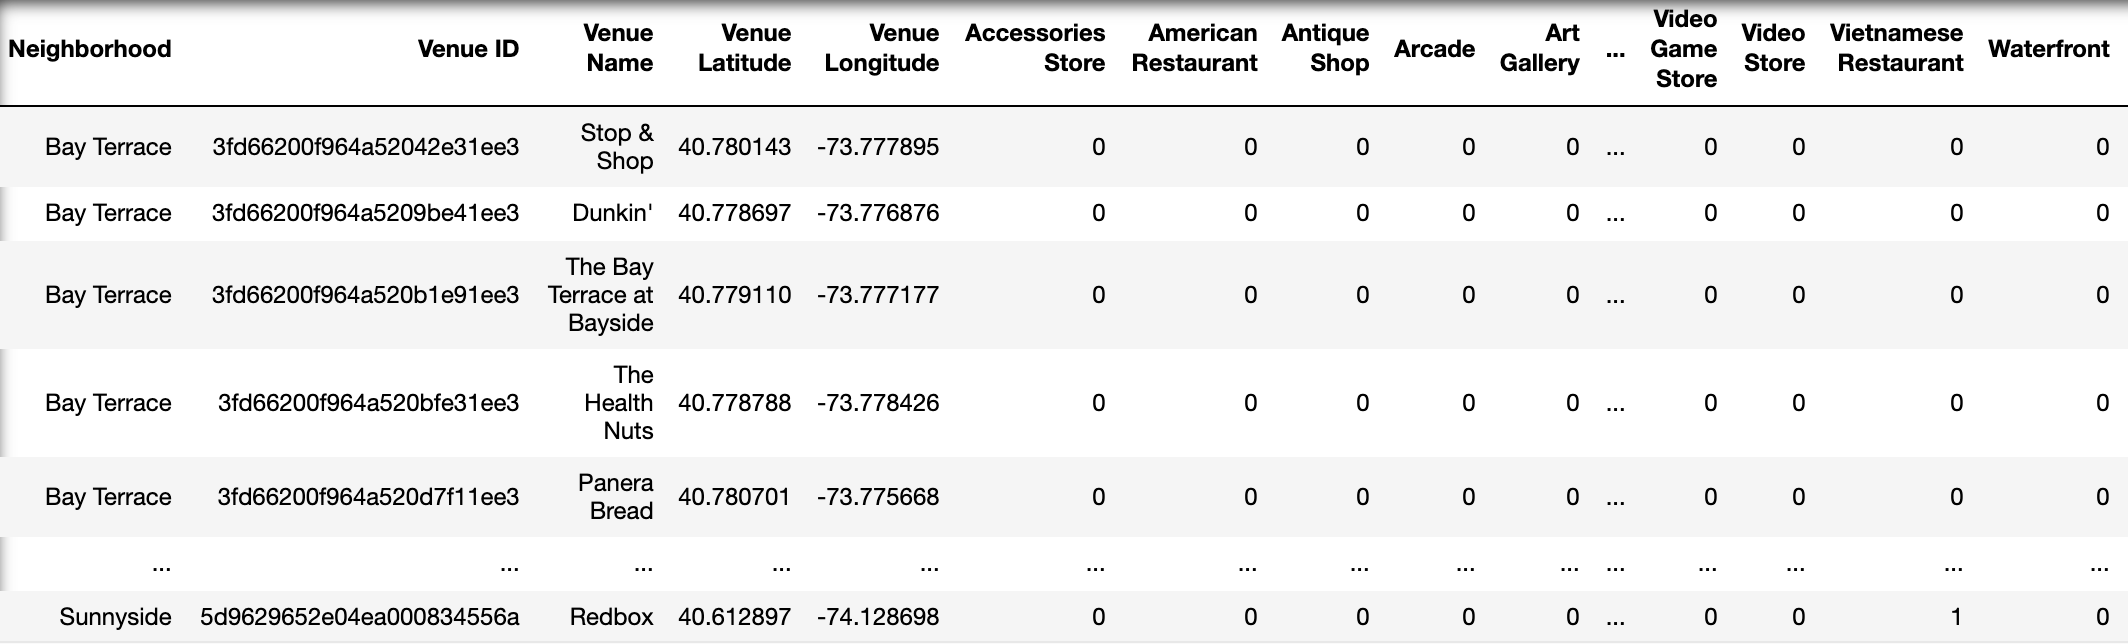 Neighborhood Venue ID Venue Name Venue Latitude Venue Longitude Accessories Store American Restaurant Antique Shop Arcade Art Gallery ... Video Game Store Video Store Vietnamese Restaurant Waterfront
Bay Terrace 3fd66200f964a52042e31ee3 Stop & Shop 40.780143 -73.777895 0 0 0 0 0 ... 0 0 0 0
Bay Terrace 3fd66200f964a5209be41ee3 Dunkin' 40.778697 -73.776876 0 0 0 0 0 ... 0 0 0 0
Bay Terrace 3fd66200f964a520b1e91ee3 The Bay Terrace at Bayside 40.779110 -73.777177 0 0 0 0 0 ... 0 0 0 0
Bay Terrace 3fd66200f964a520bfe31ee3 The Health Nuts 40.778788 -73.778426 0 0 0 0 0 ... 0 0 0 0
Bay Terrace 3fd66200f964a520d7f11ee3 Panera Bread 40.780701 -73.775668 0 0 0 0 0 ... 0 0 0 0
... ... ... ... ... ... ... ... ... ... ... ... ... ... ...
Sunnyside 5d9629652e04ea000834556a Redbox 40.612897 -74.128698 0 0 0 0 0 ... 0 0 1 0